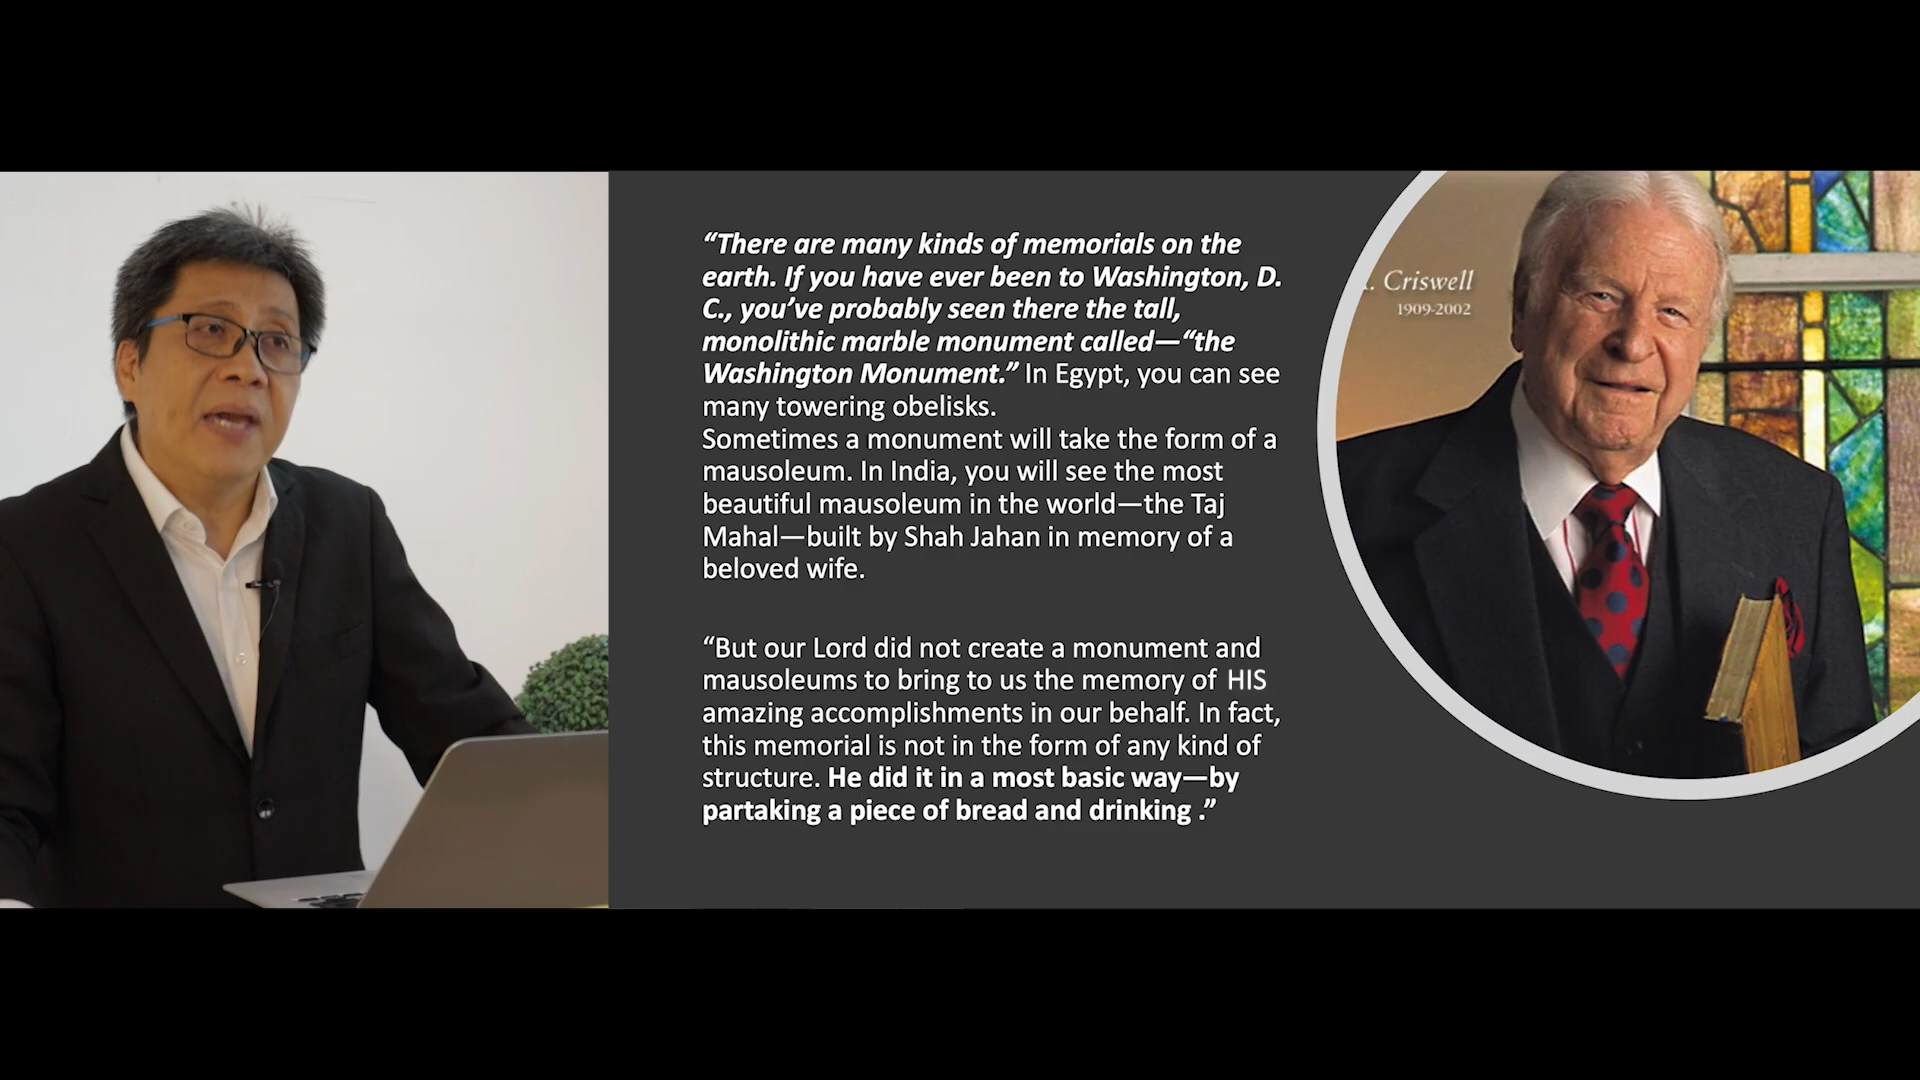 “There are many kinds of memorials on the
earth. If you have ever been to Washington, D.
C., you’ve probably seen there the tall,
monolithic marble monument called—“the
Washington Monument.” In Egypt, you can see
many towering obelisks.
Sometimes a monument will take the form of a
mausoleum. In India, you will see the most
beautiful mausoleum in the world—the Taj
Mahal—built by Shah Jahan in memory of a
beloved wife.
“But our Lord did not create a monument and
mausoleums to bring to us the memory of HIS
amazing accomplishments in our behalf. In fact,
this memorial is not in the form of any kind of
structure. He did it in a most basic way—by
partaking a piece of bread and drinking .”
. Criswell
1909-2002